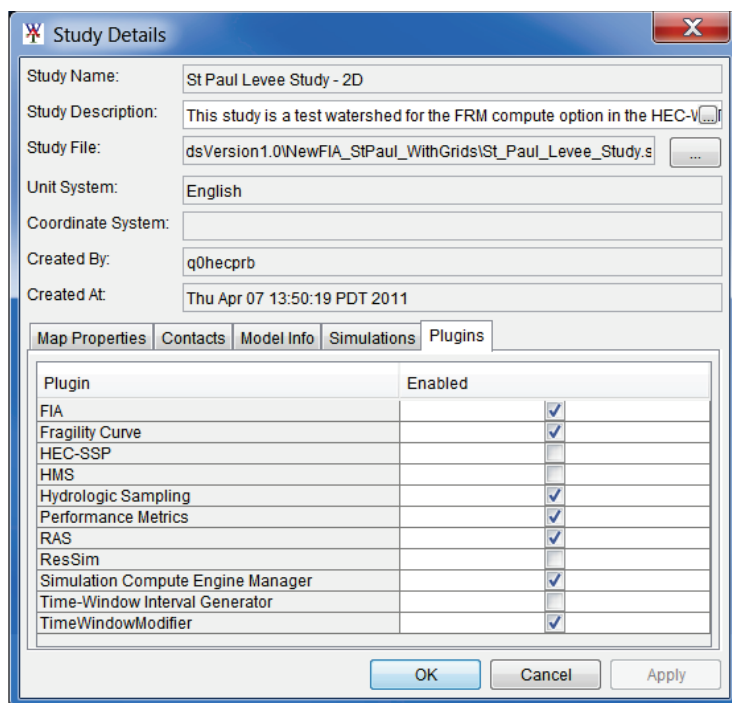 Study Details
Study Name: St Paul Levee Study - 2D
Study Description: This study is a test watershed for the FRM compute option in the ...
Study File: dsVersion1.0\NewFIA_StPaul_WithGrids\St_Paul_Levee_Study.s ...
Unit System: English
Coordinate System:
Created By: q0hecprb
Created At: Thu Apr 07 13:50:19 PDT 2011
Map Properties Contacts Model Info Simulations Plugins
Plugin Enabled
FIA
Fragility Curve
HEC-SSP
HMS
Hydrologic Sampling
Performance Metrics
RAS
ResSim
Simulation Compute Engine Manager
Time-Window Interval Generator
TimeWindowModifier
OK Cancel Apply